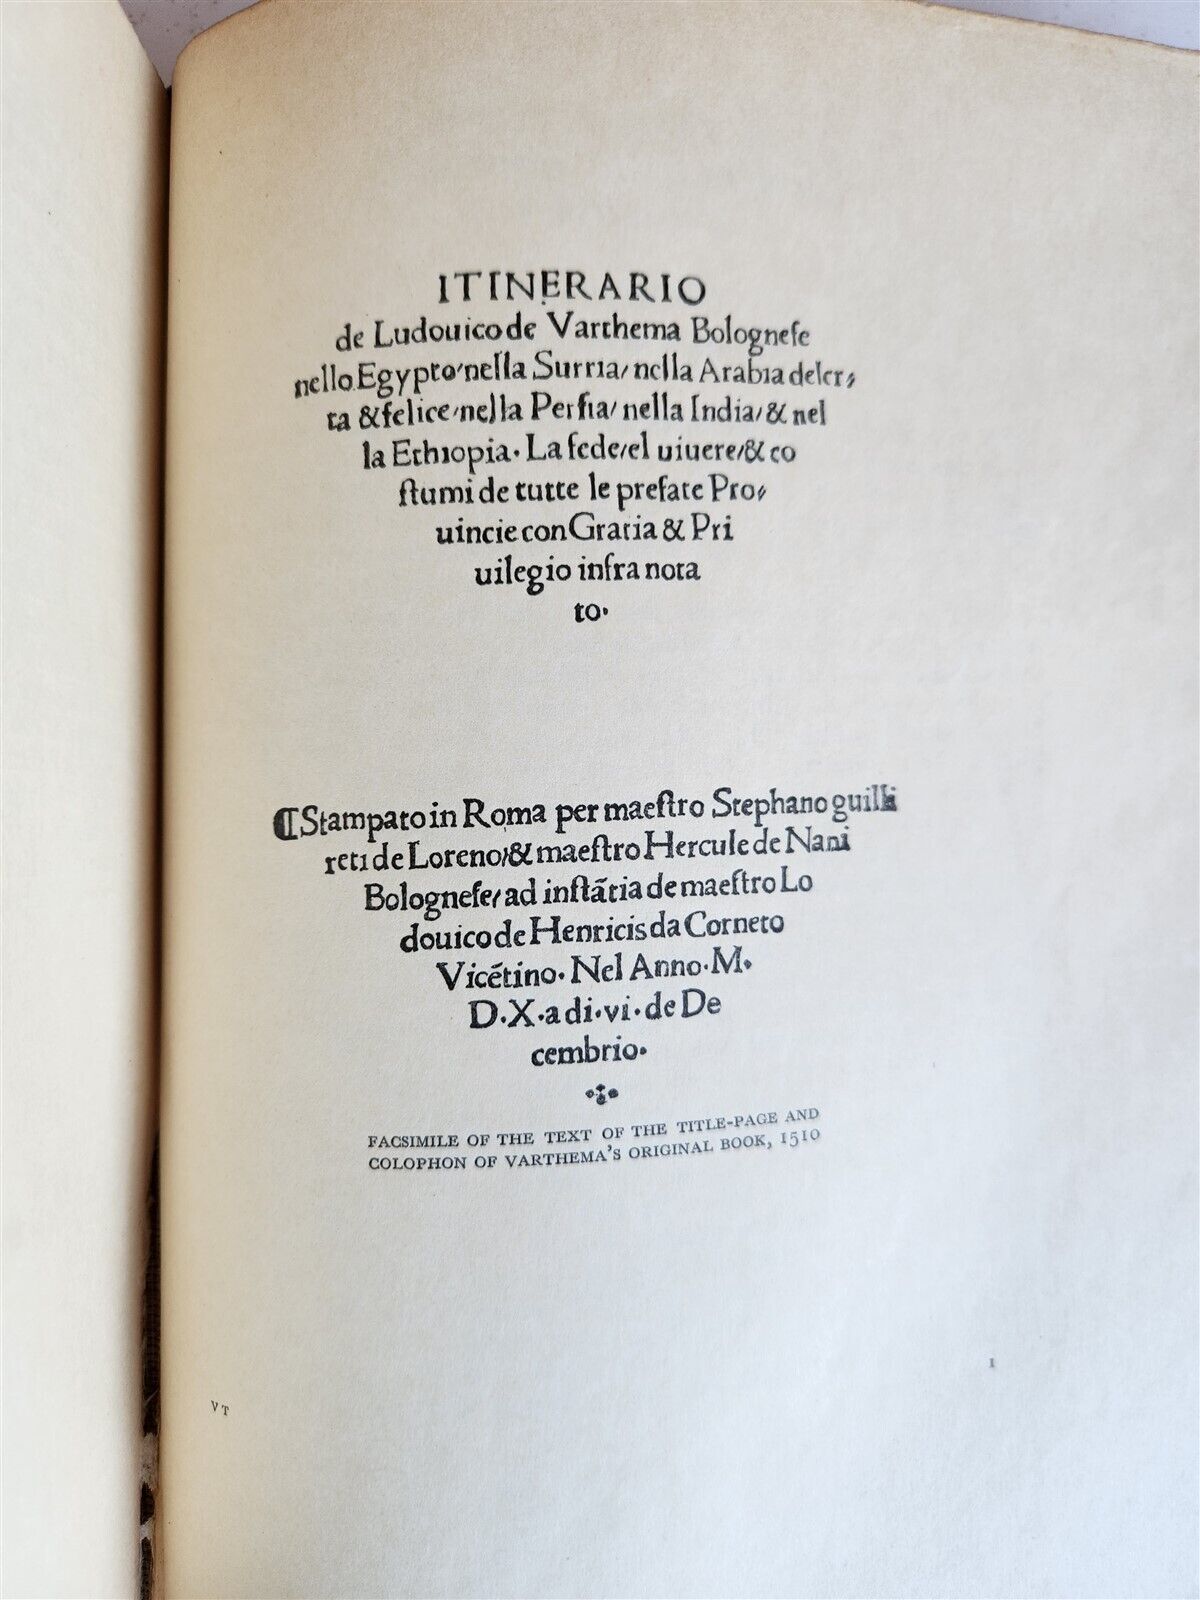 ITINERARIO
de Ludouico de Varthema Bolognese
nello Egypto/nella Surria/nella Arabia deser⸗
ta & felice/nella Persia/nella India/& nel
la Ethiopia. La fede/el uiuere/& co
stumi de tutte le prefate Pro⸗
uincie con Gratia & Pri
uilegio infra nota
to.
¶Stampato in Roma per maestro Stephano guilli
reti de Loreno/& maestro Hercule de Nani
Bolognese/ad instãtia de maestro Lo
douico de Henricis da Corneto
Vicẽtino. Nel Anno. M.
D.X. a di.vi. de De
cembrio.
FACSIMILE OF THE TEXT OF THE TITLE-PAGE AND
COLOPHON OF VARTHEMA'S ORIGINAL BOOK, 1510
1
VT